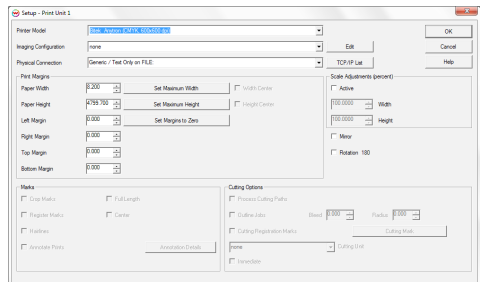 Setup - Print Unit 1
Printer Model
(CMYK, 600x600 dpi)
OK
Imaging Configuration
none
Edit
Cancel
Physical Connection
Generic / Text Only on FILE:
TCP/IP List
Help
Print Margins
Scale Adjustments (percent)
Paper Width
8.200
Set Maximum Width
Width Center
Active
Paper Height
4799.700
Set Maximum Height
Height Center
100.0000
Width
Left Margin
0.000
Set Margins to Zero
100.0000
Height
Right Margin
0.000
Mirror
Top Margin
0.000
Rotation 180
Bottom Margin
0.000
Marks
Cutting Options
Crop Marks
Full Length
Process Cutting Paths
Register Marks
Center
Outline Jobs
Bleed
0.000
Radius
0.000
Hairlines
Cutting Registration Marks
Cutting Mark
Annotate Prints
Annotation Details
none
Cutting Unit
Immediate